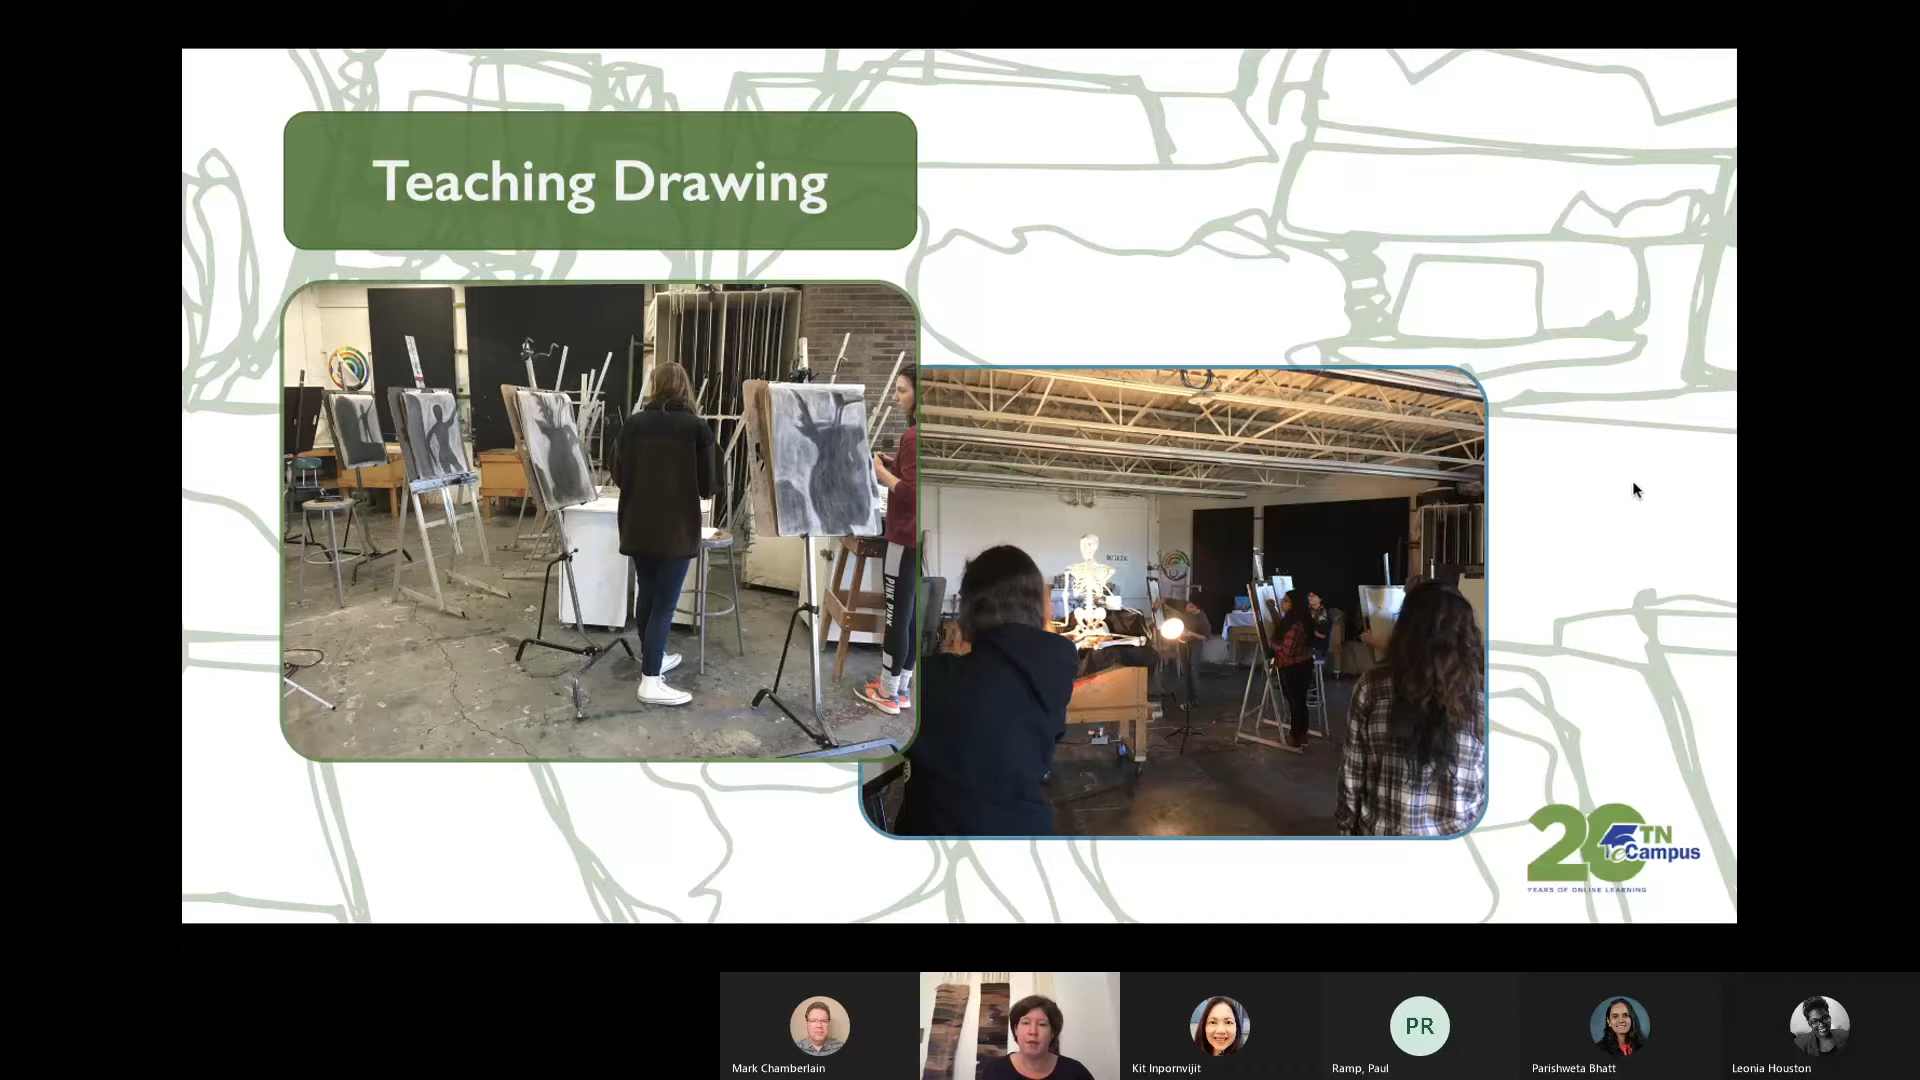 Teaching Drawing
PINK PINK
20
TN
eCampus
YEARS OF ONLINE LEARNING
Mark Chamberlain
Kit Inpornvijit
PR
Ramp, Paul
Parishweta Bhatt
Leonia Houston